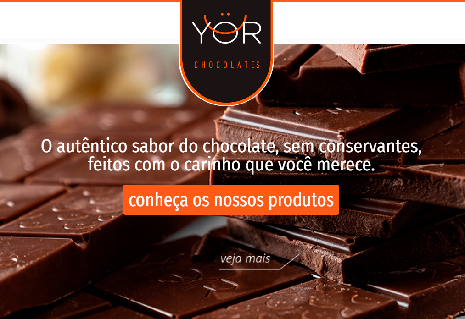 YÖR
CHOCOLATES
O autêntico sabor do chocolate, sem conservantes,
feitos com o carinho que você merece.
conheça os nossos produtos
veja mais